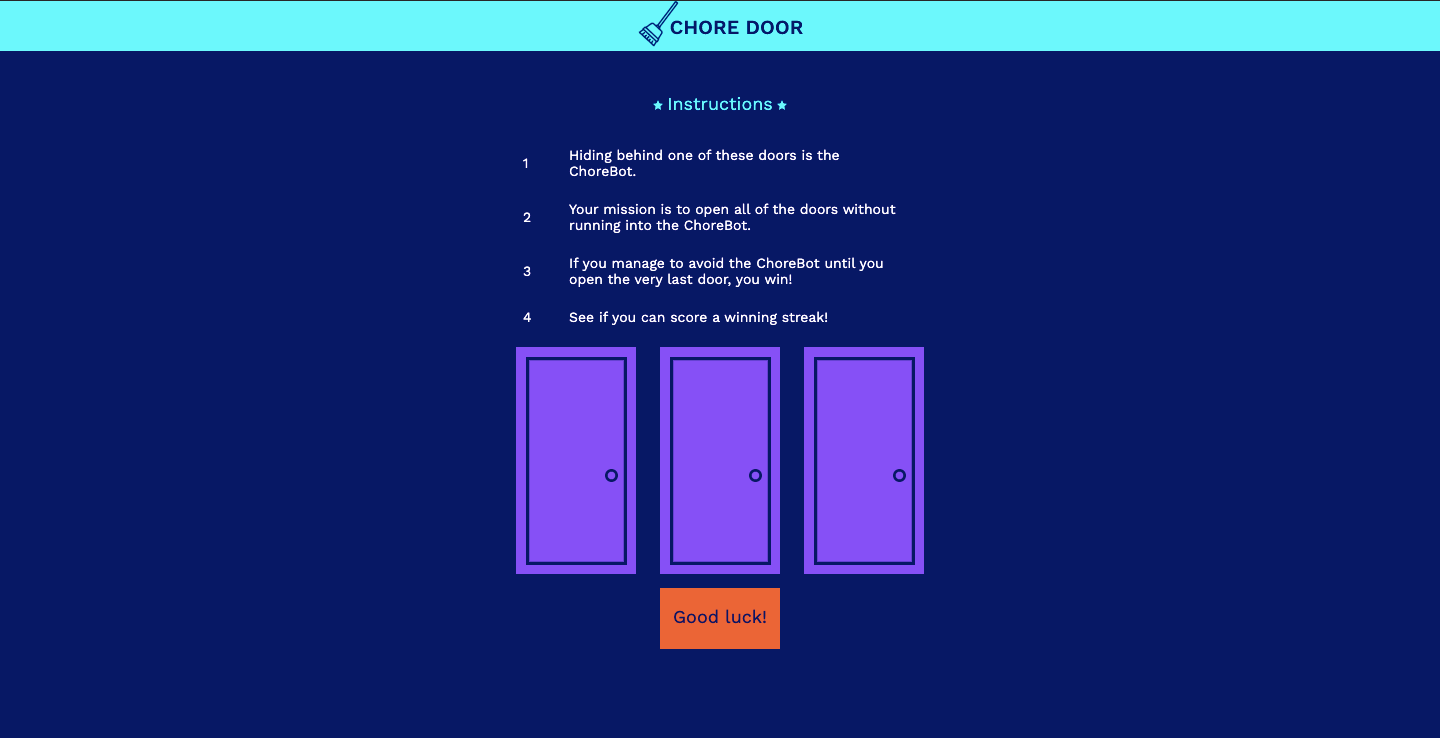 CHORE DOOR
Instructions
1
Hiding behind one of these doors is the
ChoreBot.
2
Your mission is to open all of the doors without
running into the ChoreBot.
3
If you manage to avoid the ChoreBot until you
open the very last door, you win!
4
See if you can score a winning streak!
Good luck!